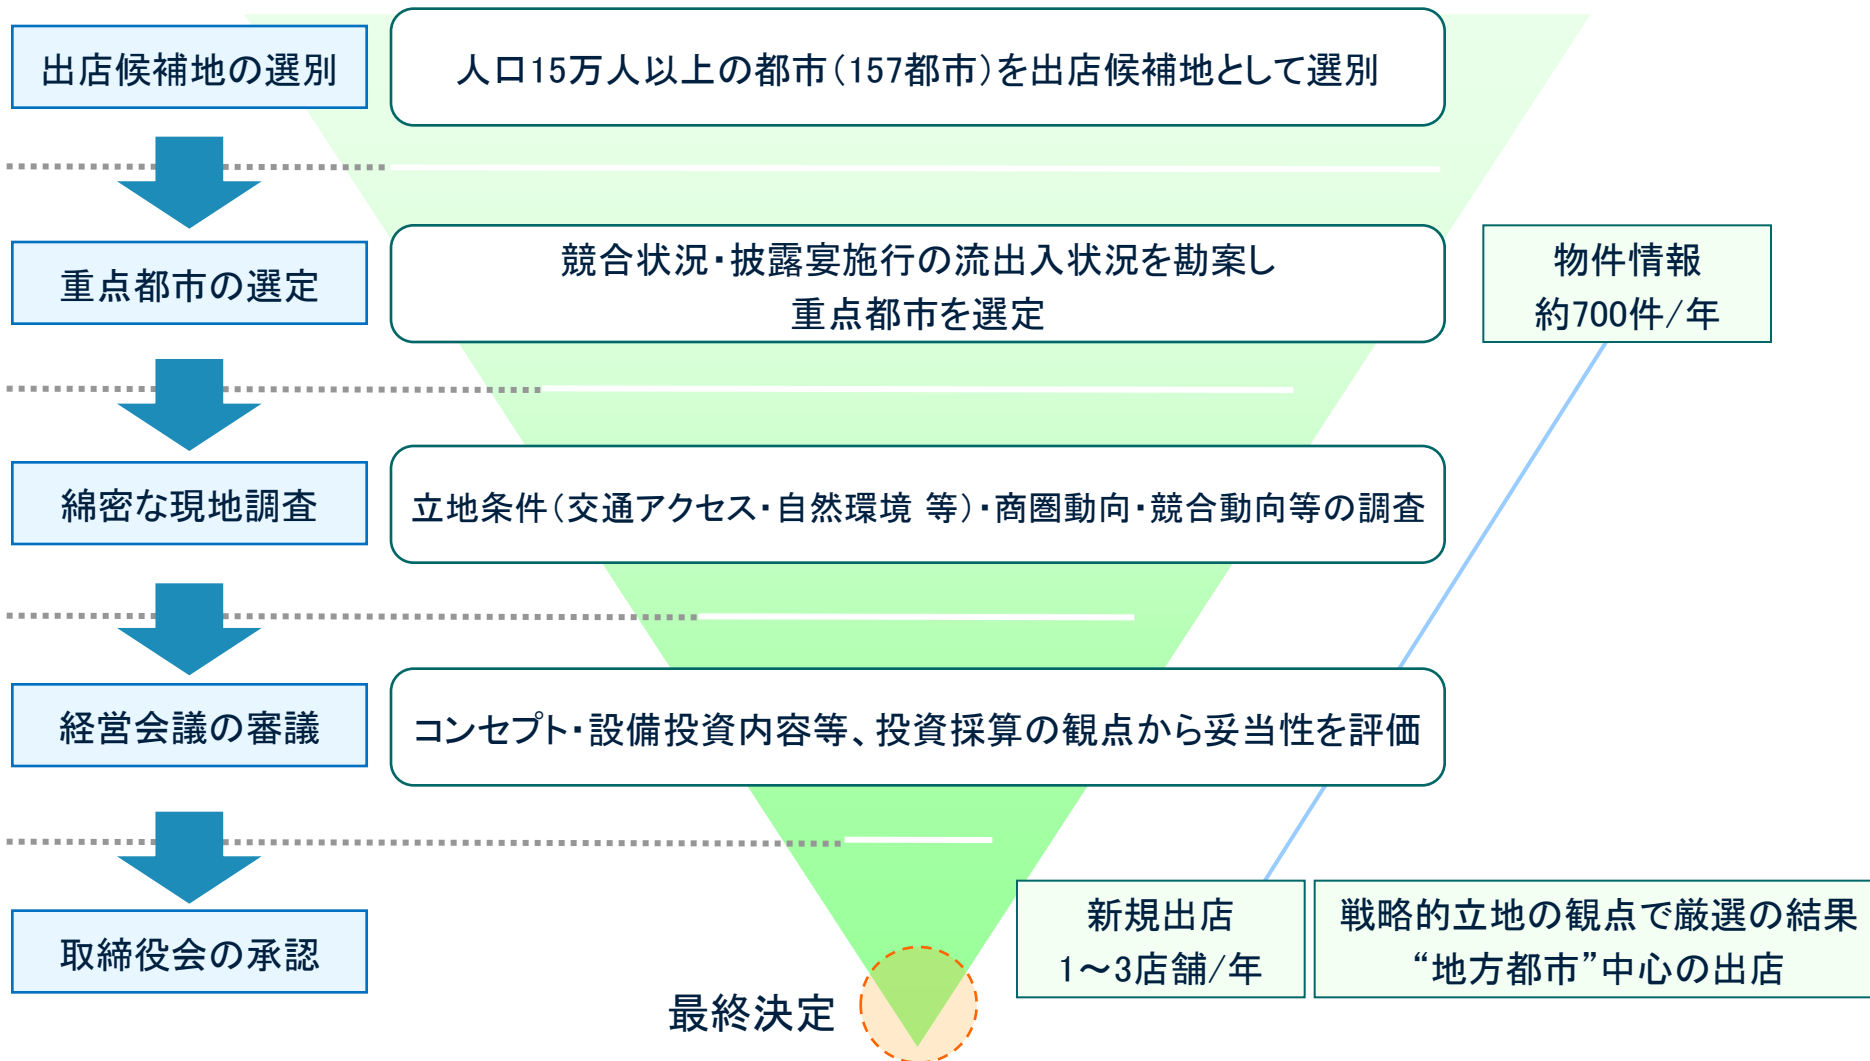 出店候補地の選別
人口15万人以上の都市（157都市）を出店候補地として選別
重点都市の選定
競合状況・披露宴施行の流出入状況を勘案し
重点都市を選定
物件情報
約700件/年
綿密な現地調査
立地条件（交通アクセス・自然環境 等）・商圏動向・競合動向等の調査
経営会議の審議
コンセプト・設備投資内容等、投資採算の観点から妥当性を評価
取締役会の承認
新規出店
1～3店舗/年
戦略的立地の観点で厳選の結果
“地方都市”中心の出店
最終決定